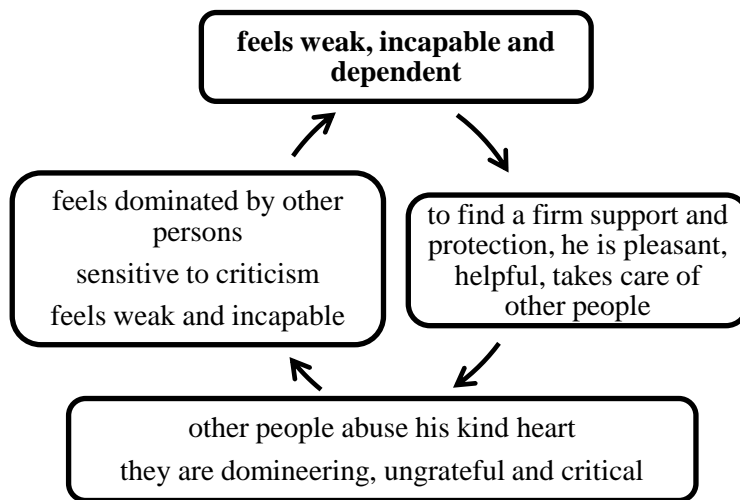 feels weak, incapable and
dependent
to find a firm support and
protection, he is pleasant,
helpful, takes care of
other people
other people abuse his kind heart
they are domineering, ungrateful and critical
feels dominated by other
persons
sensitive to criticism
feels weak and incapable